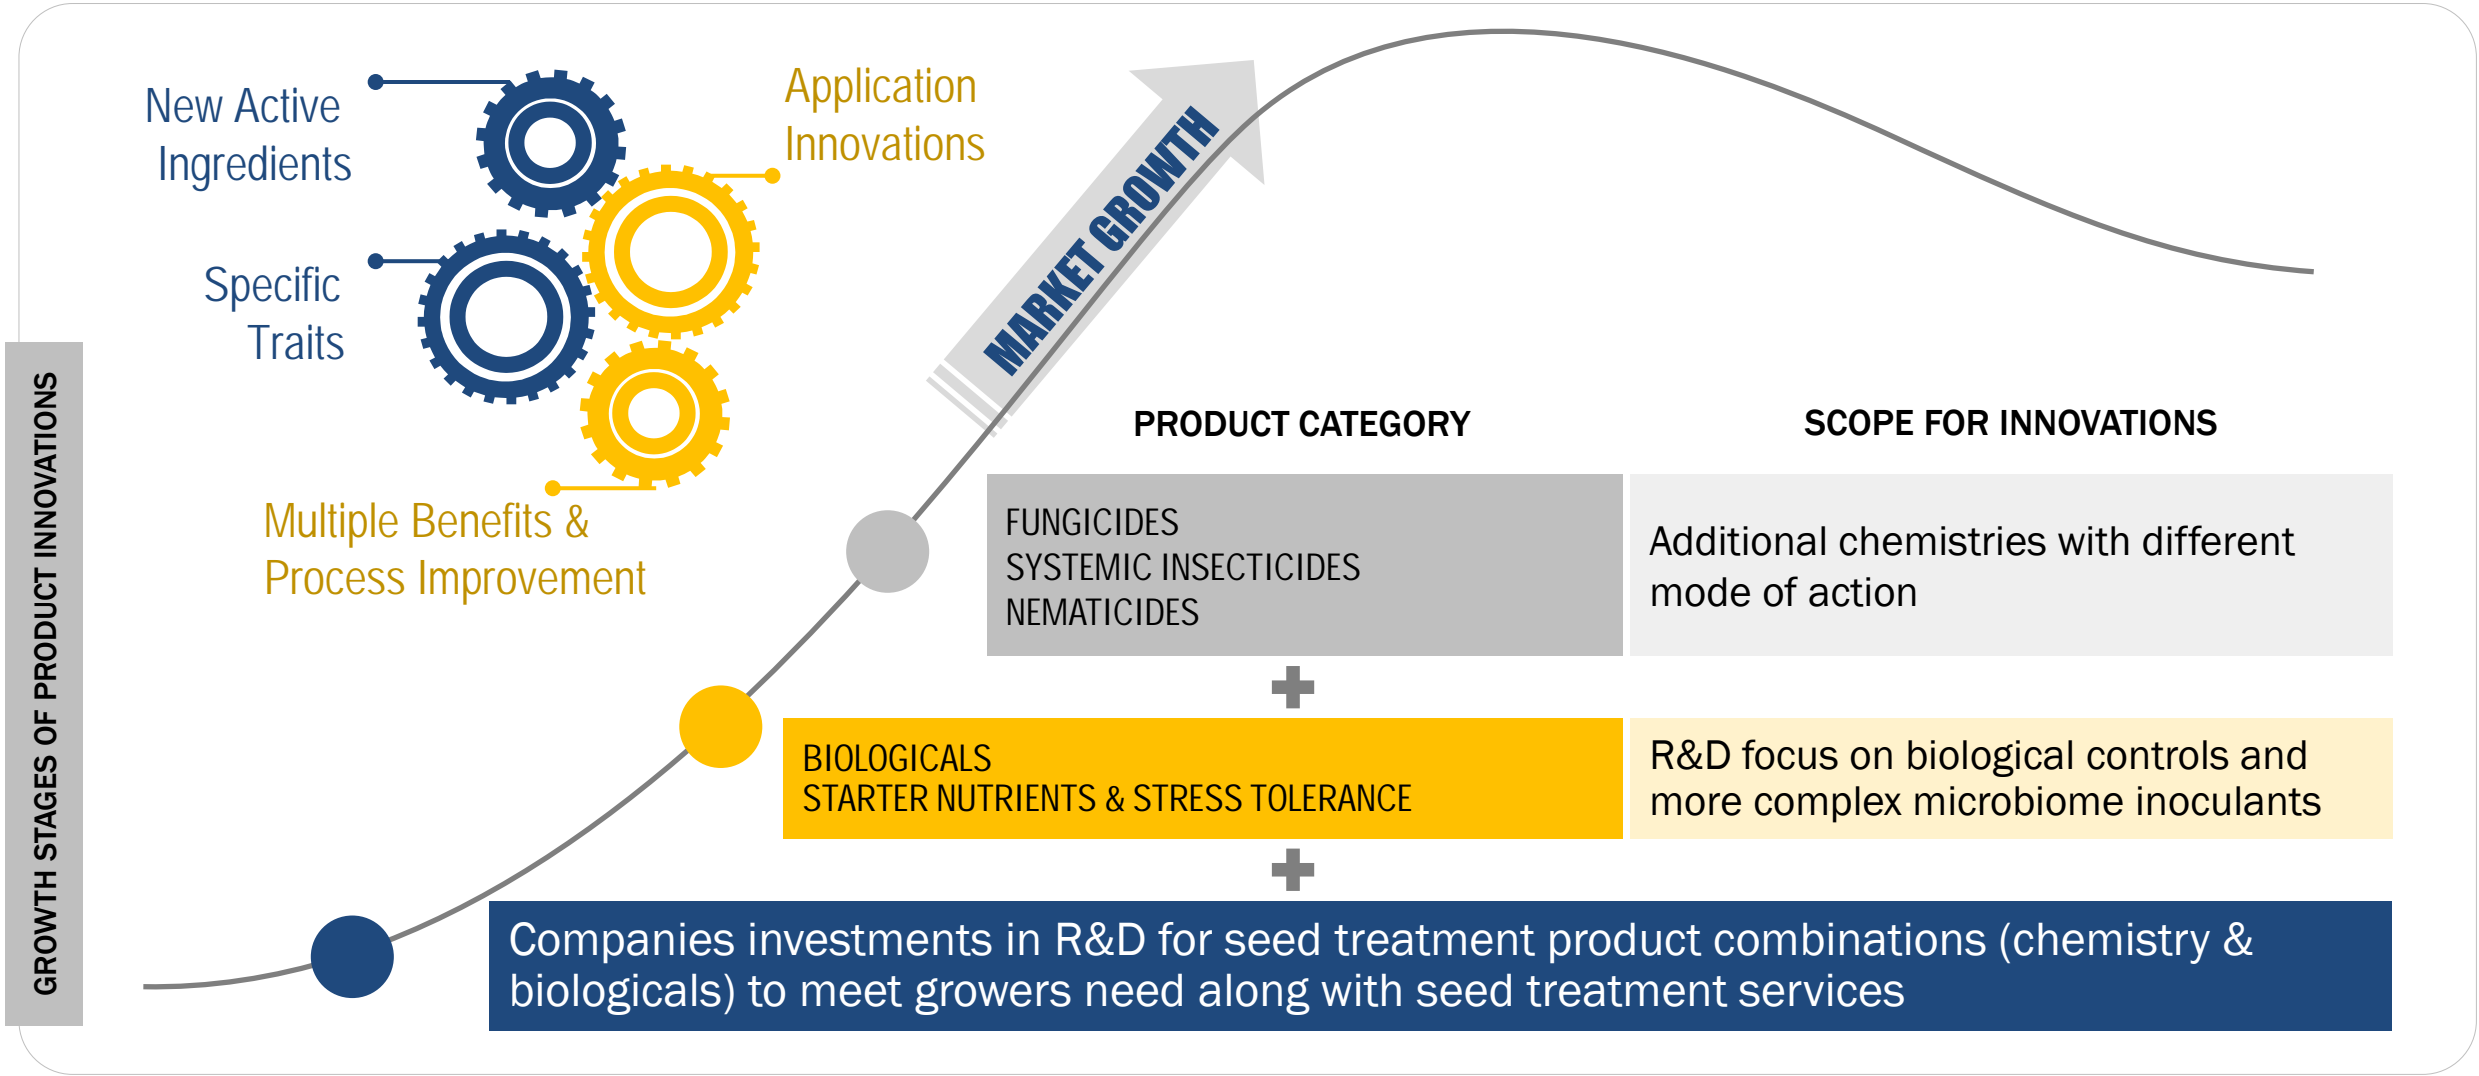 New Active
Ingredients
Application
Innovations
Specific
Traits
Multiple Benefits &
Process Improvement
MARKET GROWTH
GROWTH STAGES OF PRODUCT INNOVATIONS
PRODUCT CATEGORY
SCOPE FOR INNOVATIONS
FUNGICIDES
SYSTEMIC INSECTICIDES
NEMATICIDES
Additional chemistries with different
mode of action
BIOLOGICALS
STARTER NUTRIENTS & STRESS TOLERANCE
R&D focus on biological controls and
more complex microbiome inoculants
Companies investments in R&D for seed treatment product combinations (chemistry &
biologicals) to meet growers need along with seed treatment services